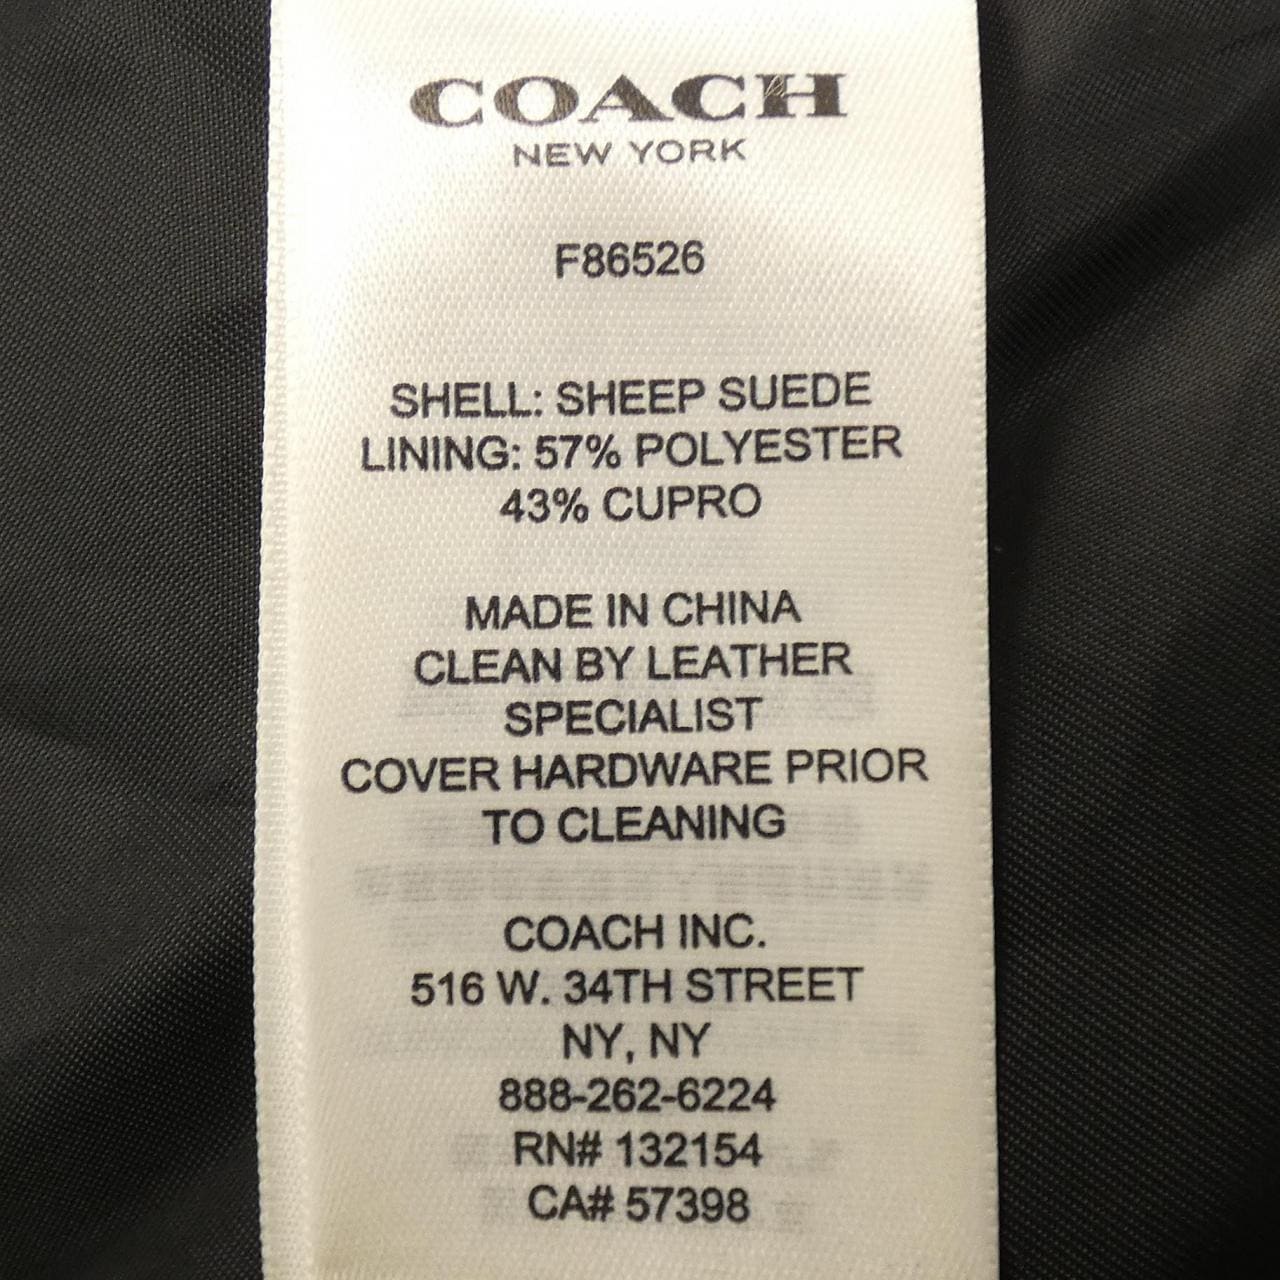 COACH
NEW YORK
F86526
SHELL: SHEEP SUEDE
LINING: 57% POLYESTER
43% CUPRO
MADE IN CHINA
CLEAN BY LEATHER
SPECIALIST
COVER HARDWARE PRIOR
TO CLEANING
COACH INC.
516 W. 34TH STREET
NY, NY
888-262-6224
RN# 132154
CA# 57398